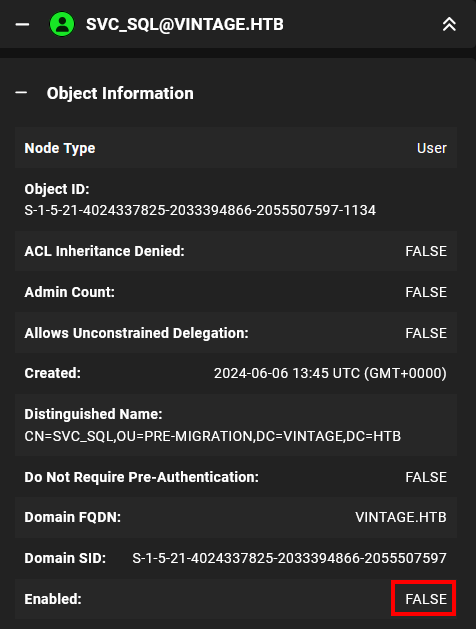 SVC_SQL@VINTAGE.HTB
Object Information
Node Type User
Object ID:
S-1-5-21-4024337825-2033394866-2055507597-1134
ACL Inheritance Denied: FALSE
Admin Count: FALSE
Allows Unconstrained Delegation: FALSE
Created: 2024-06-06 13:45 UTC (GMT+0000)
Distinguished Name:
CN=SVC_SQL,OU=PRE-MIGRATION,DC=VINTAGE,DC=HTB
Do Not Require Pre-Authentication: FALSE
Domain FQDN: VINTAGE.HTB
Domain SID: S-1-5-21-4024337825-2033394866-2055507597
Enabled: FALSE